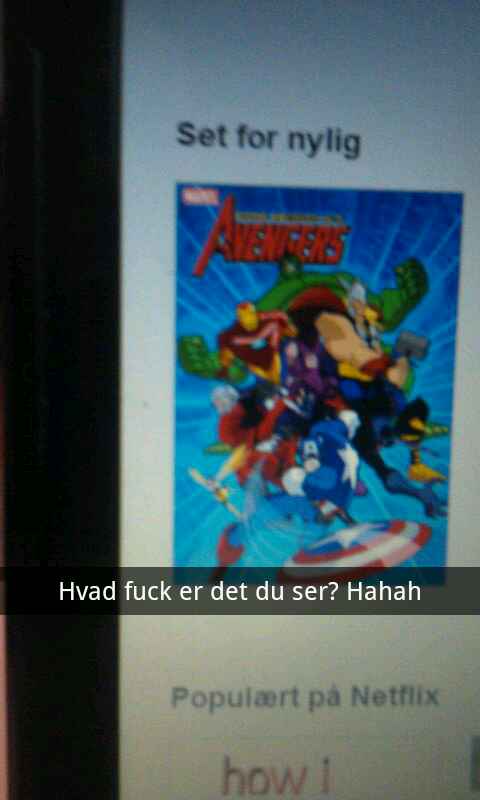 Set for nylig
MARVEL
AVENGERS
Hvad fuck er det du ser? Hahah
Populært på Netflix
how i